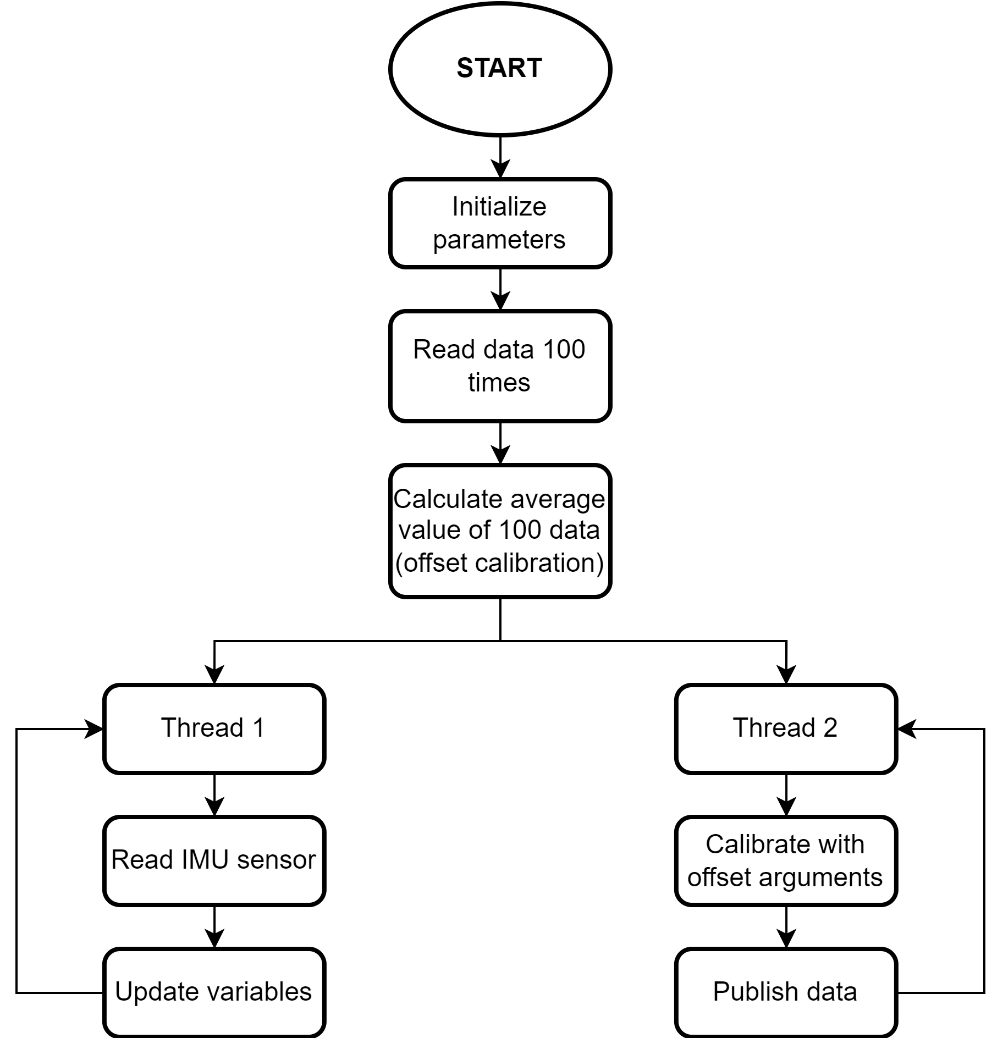 START
Initialize
parameters
Read data 100
times
Calculate average
value of 100 data
(offset calibration)
Thread 1
Thread 2
Read IMU sensor
Calibrate with
offset arguments
Update variables
Publish data